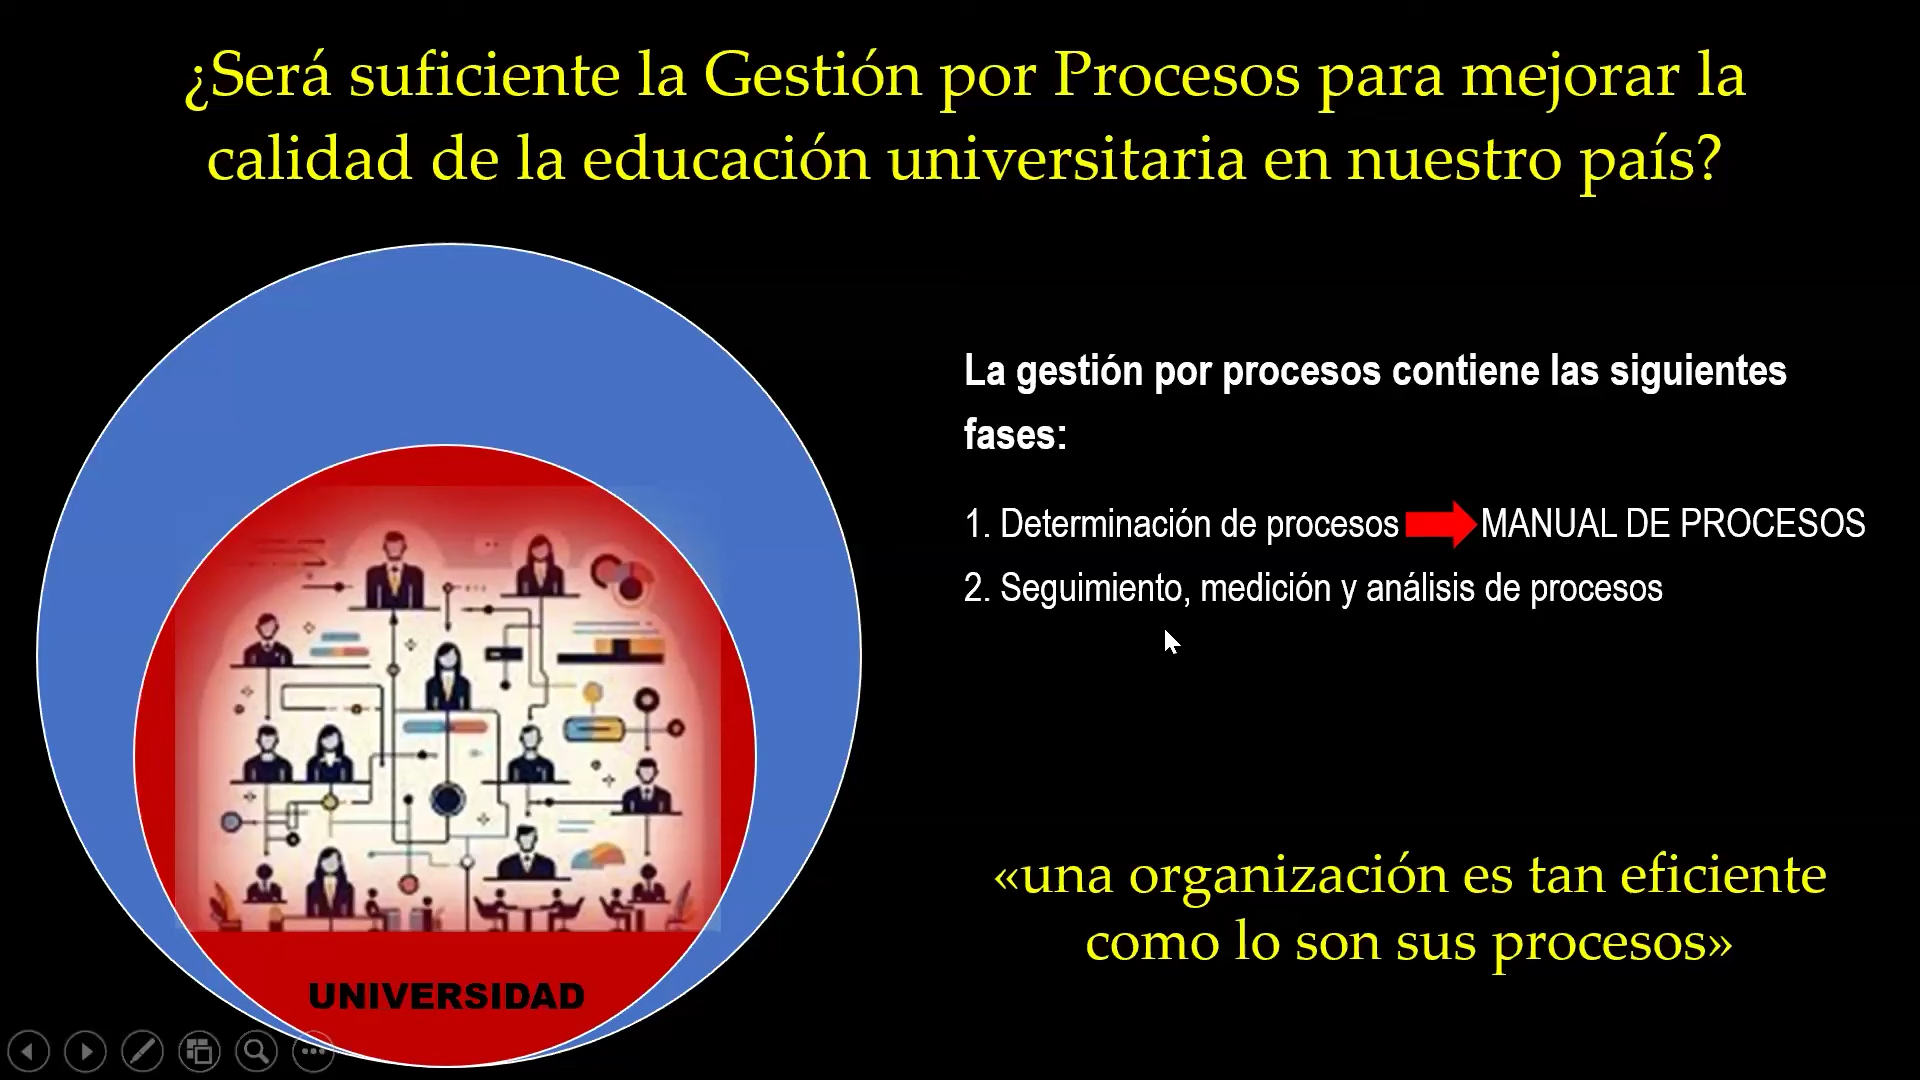 ¿Será suficiente la Gestión por Procesos para mejorar la
calidad de la educación universitaria en nuestro país?
La gestión por procesos contiene las siguientes
fases:
1. Determinación de procesos MANUAL DE PROCESOS
2. Seguimiento, medición y análisis de procesos
«una organización es tan eficiente
como lo son sus procesos»
UNIVERSIDAD